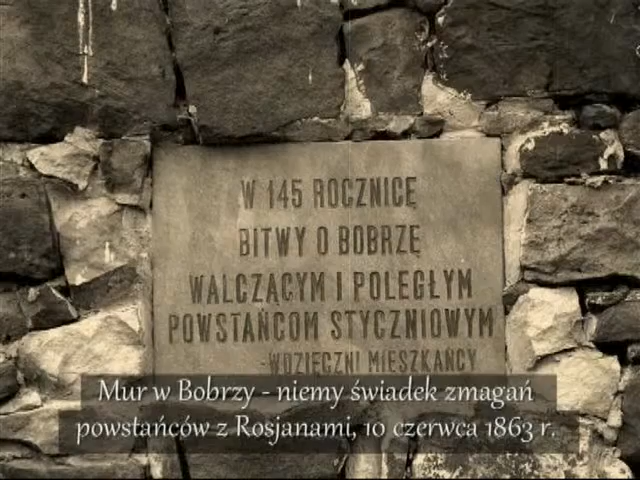 W 145 ROCZNICĘ
BITWY O BOBRZĘ
WALCZĄCYM I POLEGŁYM
POWSTAŃCOM STYCZNIOWYM
-WDZIĘCZNI MIESZKAŃCY
Mur w Bobrzy - niemy świadek zmagań
powstańców z Rosjanami, 10 czerwca 1863 r.